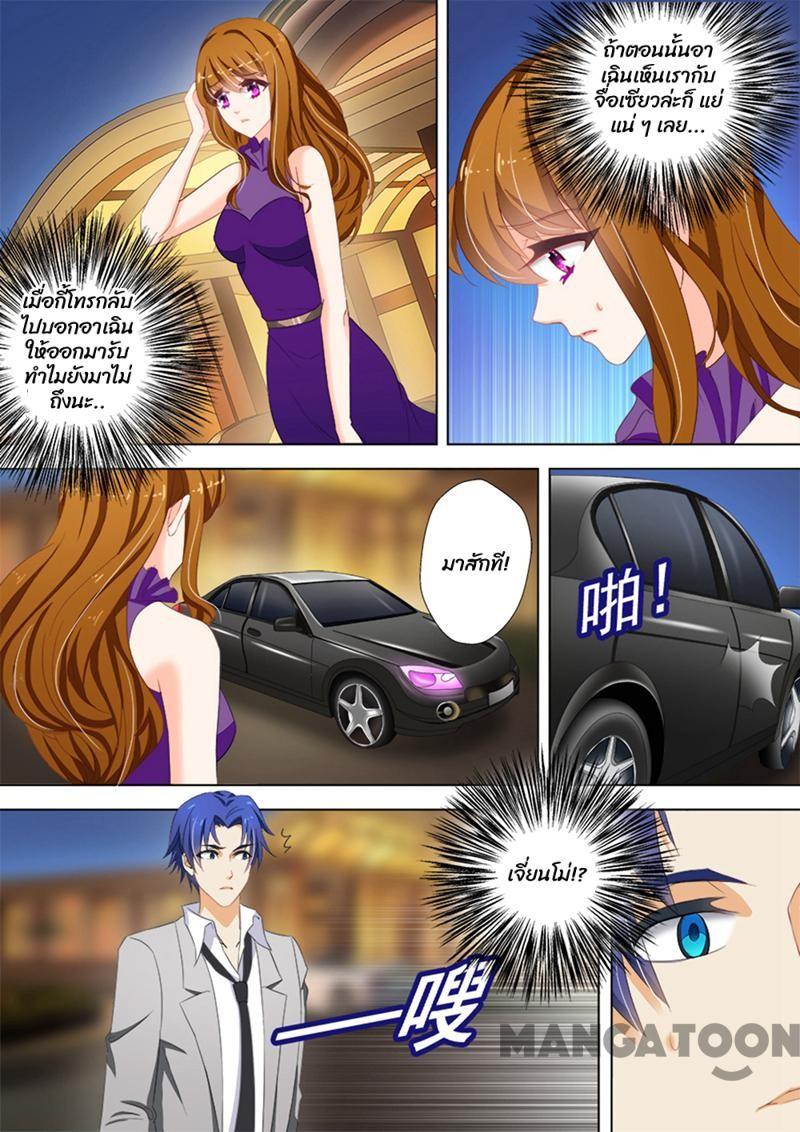 เมื่อกี้โทรกลับ
ไปบอกอาเฉิน
ให้ออกมารับ
ทำไมยังมาไม่
ถึงนะ..
ถ้าตอนนั้นอา
เฉินเห็นเรากับ
จื่อเซียวล่ะก็ แย่
แน่ ๆ เลย...
มาสักที!
啪！
เจี่ยนโม่!?
—嗖
MANGATOON